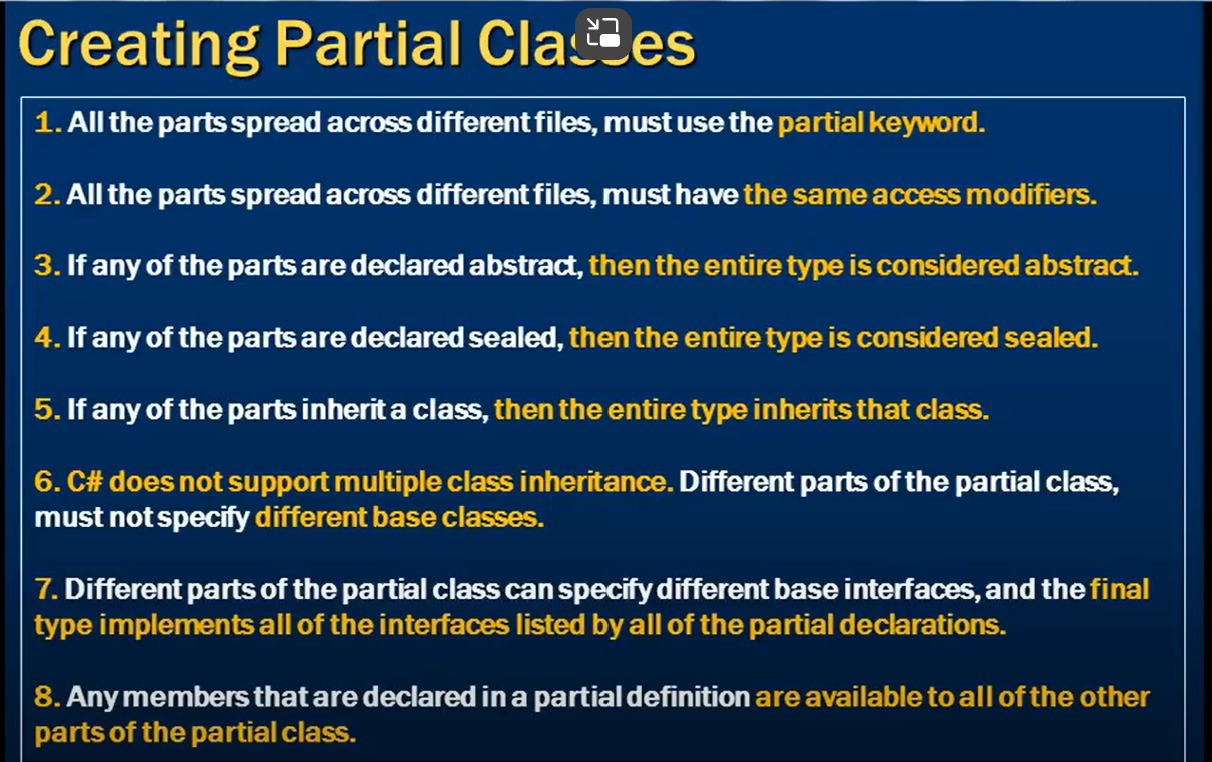 Creating Partial Classes
1. All the parts spread across different files, must use the partial keyword.
2. All the parts spread across different files, must have the same access modifiers.
3. If any of the parts are declared abstract, then the entire type is considered abstract.
4. If any of the parts are declared sealed, then the entire type is considered sealed.
5. If any of the parts inherit a class, then the entire type inherits that class.
6. C# does not support multiple class inheritance. Different parts of the partial class,
must not specify different base classes.
7. Different parts of the partial class can specify different base interfaces, and the final
type implements all of the interfaces listed by all of the partial declarations.
8. Any members that are declared in a partial definition are available to all of the other
parts of the partial class.